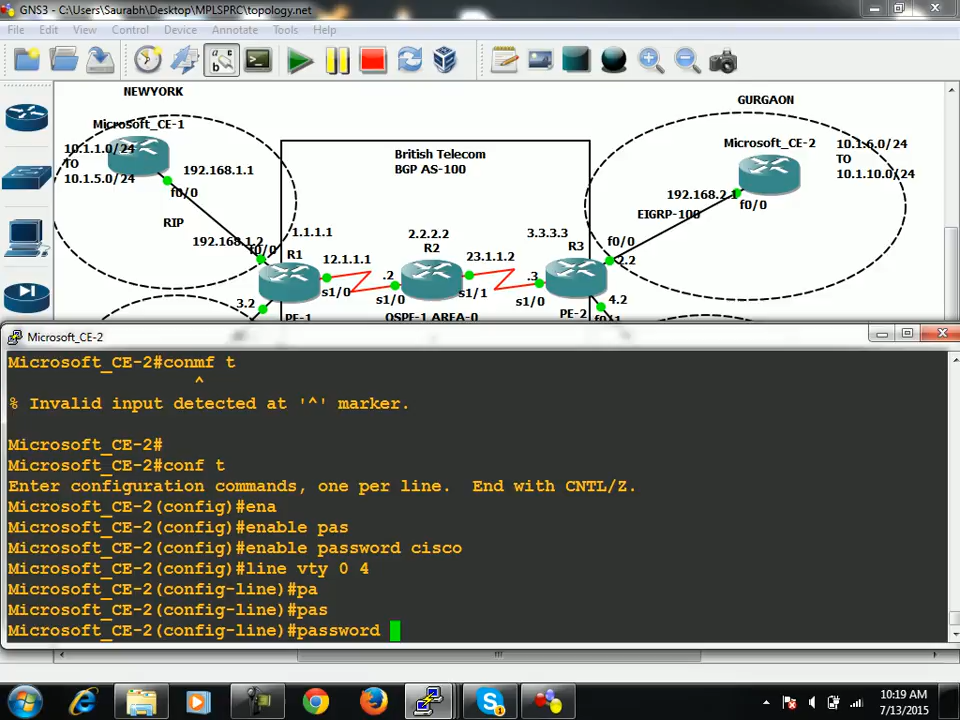 GNS3 - C:\Users\Saurabh\Desktop\MPLSPRC\topology.net
File Edit View Control Device Annotate Tools Help
NEWYORK
GURGAON
Microsoft_CE-1
Microsoft_CE-2
10.1.1.0/24
TO
10.1.5.0/24
192.168.1.1
f0/0
RIP
192.168.1.2
f0/0
British Telecom
BGP AS-100
10.1.6.0/24
TO
10.1.10.0/24
192.168.2.1
f0/0
EIGRP-100
1.1.1.1
R1
12.1.1.1
s1/0
3.2
PE-1
2.2.2.2
R2
.2
s1/0
23.1.1.2
s1/1
OSPF-1 AREA-0
3.3.3.3
R3
.3
s1/0
f0/0
2.2
4.2
PE-2
Microsoft_CE-2
Microsoft_CE-2#conmf t
^
% Invalid input detected at '^' marker.
Microsoft_CE-2#
Microsoft_CE-2#conf t
Enter configuration commands, one per line.  End with CNTL/Z.
Microsoft_CE-2(config)#ena
Microsoft_CE-2(config)#enable pas
Microsoft_CE-2(config)#enable password cisco
Microsoft_CE-2(config)#line vty 0 4
Microsoft_CE-2(config-line)#pa
Microsoft_CE-2(config-line)#pas
Microsoft_CE-2(config-line)#password
10:19 AM
7/13/2015